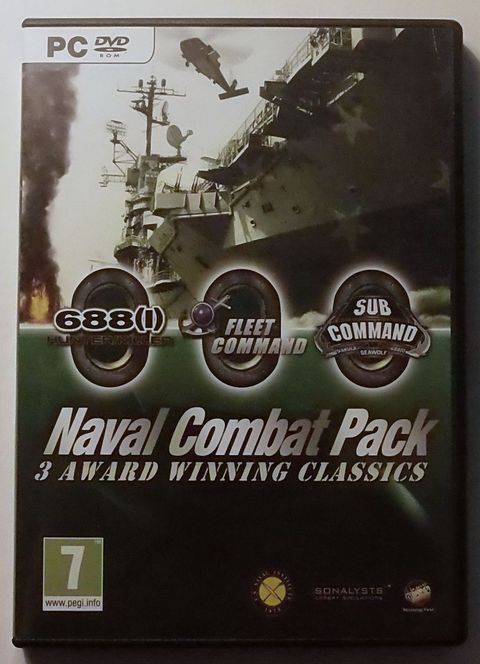 PC DVD
ROM
688(I)
HUNTER/KILLER
FLEET
COMMAND
SUB
COMMAND
SEAWOLF
Naval Combat Pack
3 AWARD WINNING CLASSICS
7
www.pegi.info
SONALYSTS
COMBAT SIMULATIONS